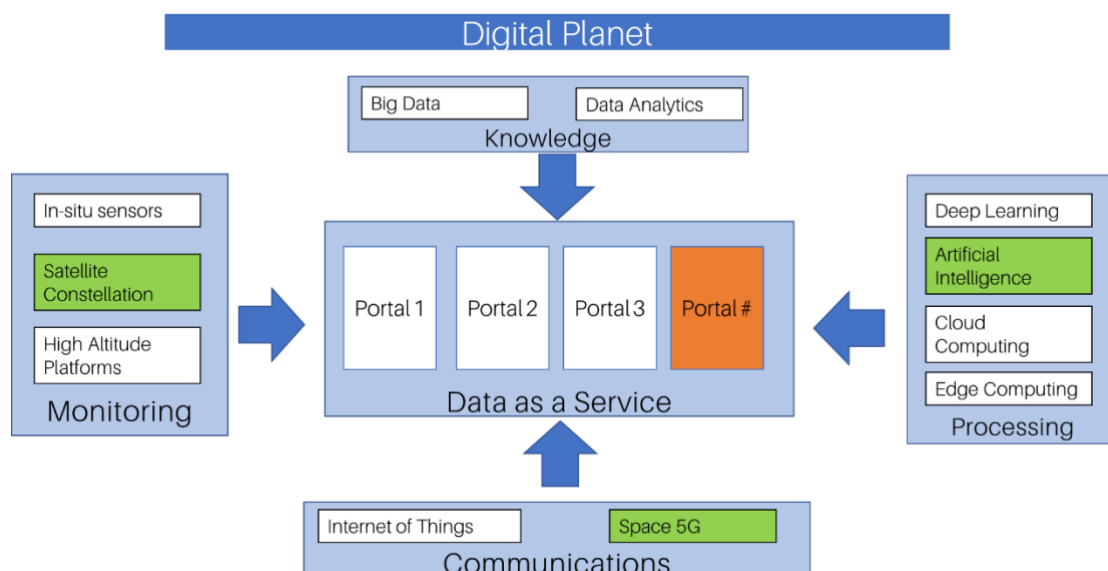 Digital Planet
Big Data
Data Analytics
Knowledge
In-situ sensors
Satellite
Constellation
High Altitude
Platforms
Monitoring
Portal 1
Portal 2
Portal 3
Portal #
Data as a Service
Deep Learning
Artificial
Intelligence
Cloud
Computing
Edge Computing
Processing
Internet of Things
Space 5G
Communications